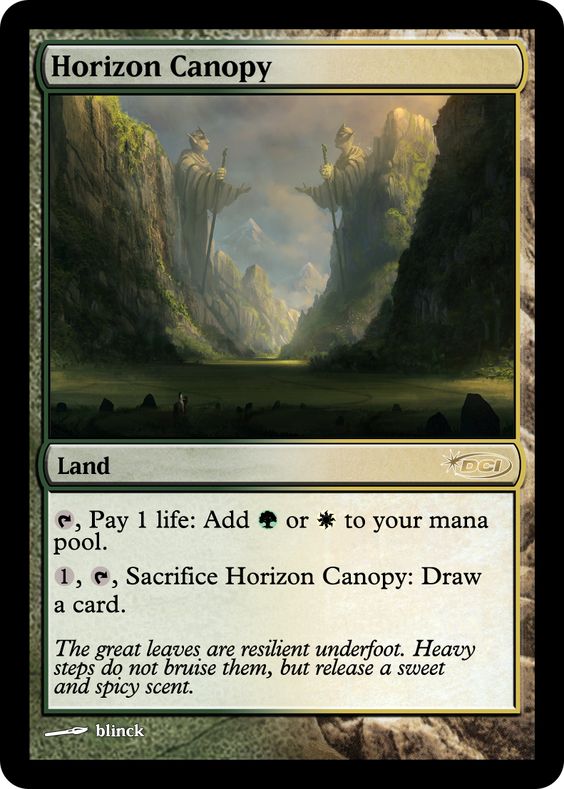 Horizon Canopy
Land
DCI
, Pay 1 life: Add or to your mana
pool.
1, , Sacrifice Horizon Canopy: Draw
a card.
The great leaves are resilient underfoot. Heavy
steps do not bruise them, but release a sweet
and spicy scent.
blinck